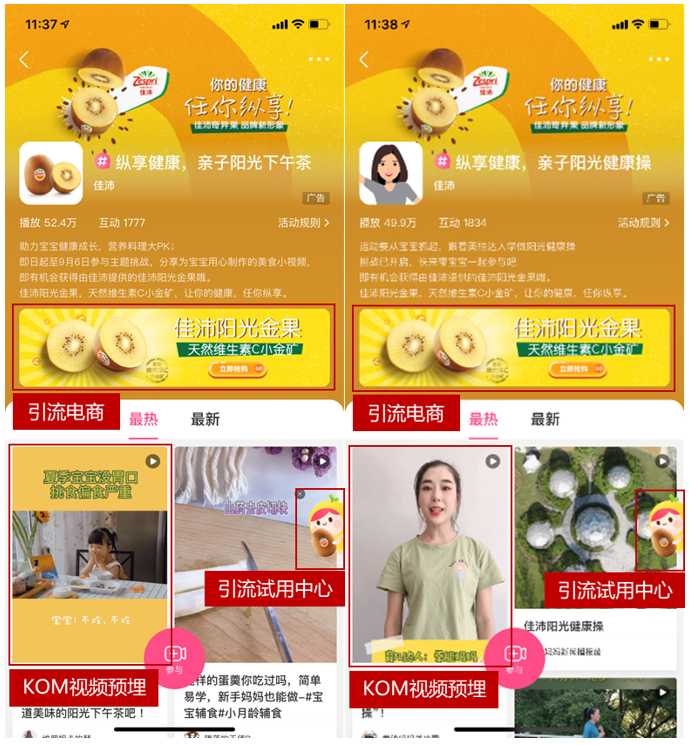 11:37
Zespri
佳沛
你的健康
任你纵享!
佳沛奇异果 品牌新形象
# 纵享健康，亲子阳光下午茶
佳沛
广告
播放 52.4万 互动 1777 活动规则
助力宝宝健康成长，营养料理大PK；
即日起至9月6日参与主题挑战，分享为宝宝用心制作的美食小视频，
即有机会获得由佳沛提供的佳沛阳光金果哦。
佳沛阳光金果，天然维生素C小金矿，让你的健康，任你纵享。
佳沛阳光金果
天然维生素C小金矿
立即抢购 GO
引流电商
最热 最新
夏季宝宝没胃口
挑食偏食严重
宝宝：不吃，不吃
山药去皮切块
引流试用中心
参与
KOM视频预埋
道美味的阳光下午茶吧！
样的蛋羹你吃过吗，简单
易学，新手妈妈也能做~#宝
宝辅食#小月龄辅食
11:38
Zespri
佳沛
你的健康
任你纵享!
佳沛奇异果 品牌新形象
# 纵享健康，亲子阳光健康操
佳沛
广告
播放 49.9万 互动 1834 活动规则
运动要从宝宝抓起，跟着美柚达人学做阳光健康操
挑战已开启，快来带宝宝一起参与吧
即有机会获得由佳沛提供的佳沛阳光金果哦。
佳沛阳光金果，天然维生素C小金矿，让你的健康，任你纵享。
佳沛阳光金果
天然维生素C小金矿
立即抢购 GO
引流电商
最热 最新
引流试用中心
佳沛阳光健康操
参与
KOM视频预埋
操”！